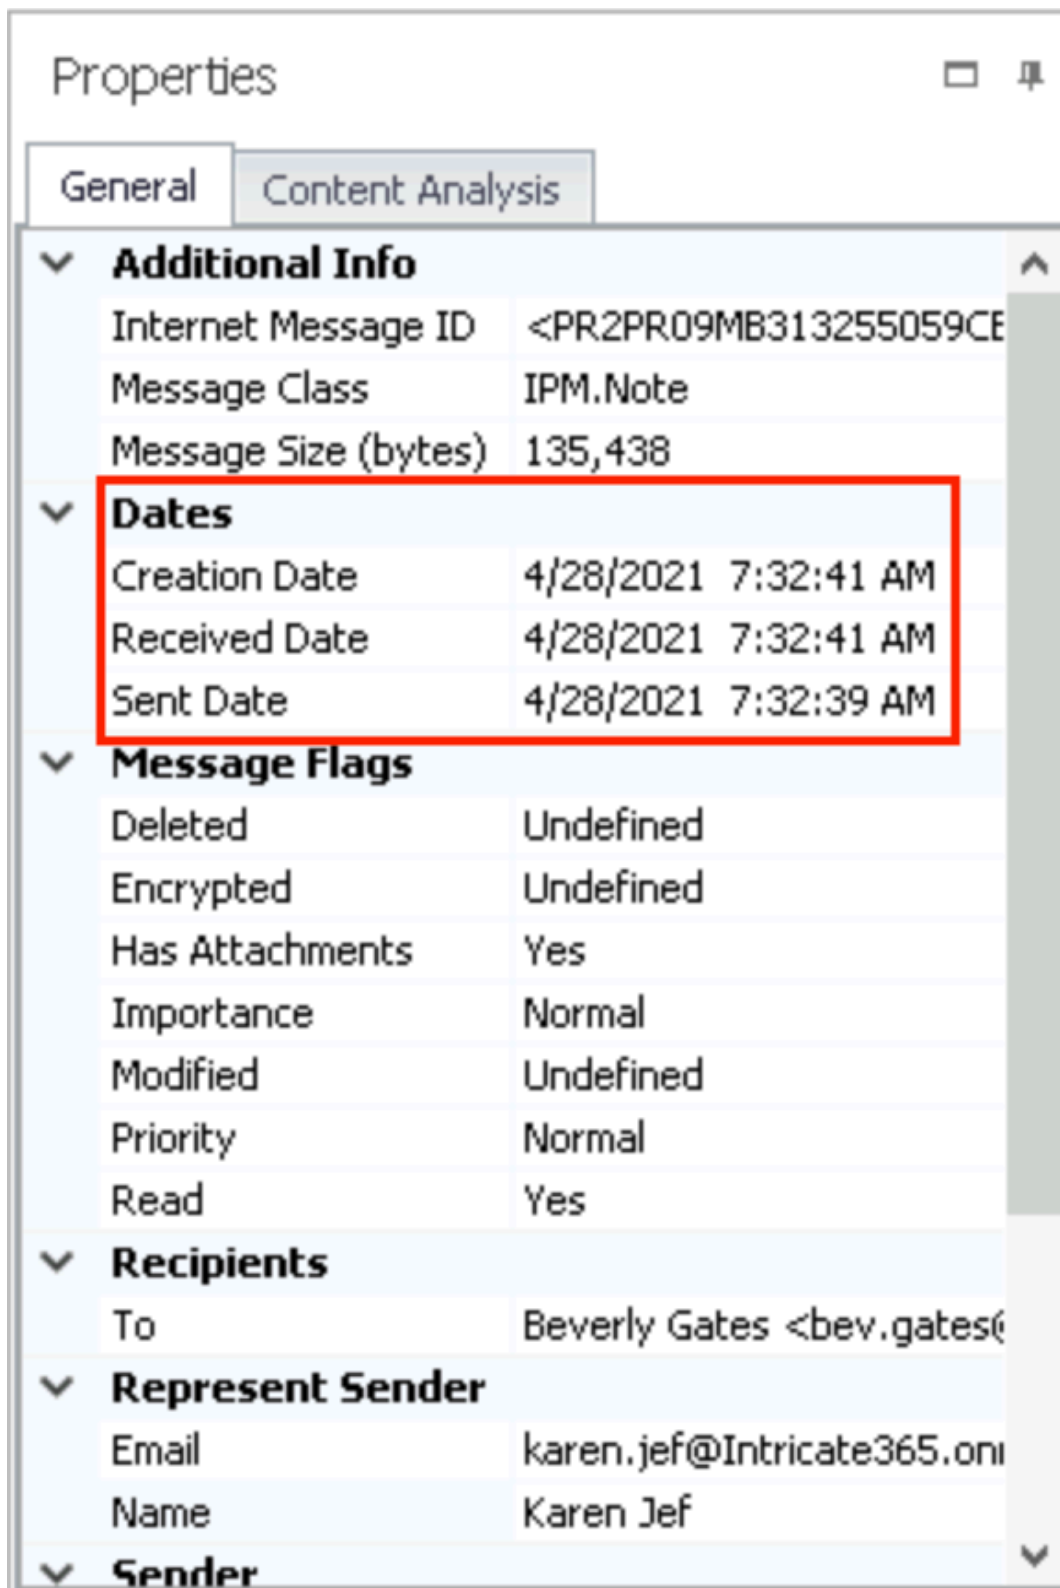 Properties
General Content Analysis
Additional Info
Internet Message ID <PR2PR09MB313255059CE
Message Class IPM.Note
Message Size (bytes) 135,438
Dates
Creation Date 4/28/2021 7:32:41 AM
Received Date 4/28/2021 7:32:41 AM
Sent Date 4/28/2021 7:32:39 AM
Message Flags
Deleted Undefined
Encrypted Undefined
Has Attachments Yes
Importance Normal
Modified Undefined
Priority Normal
Read Yes
Recipients
To Beverly Gates <bev.gates@
Represent Sender
Email karen.jef@Intricate365.on
Name Karen Jef
Sender